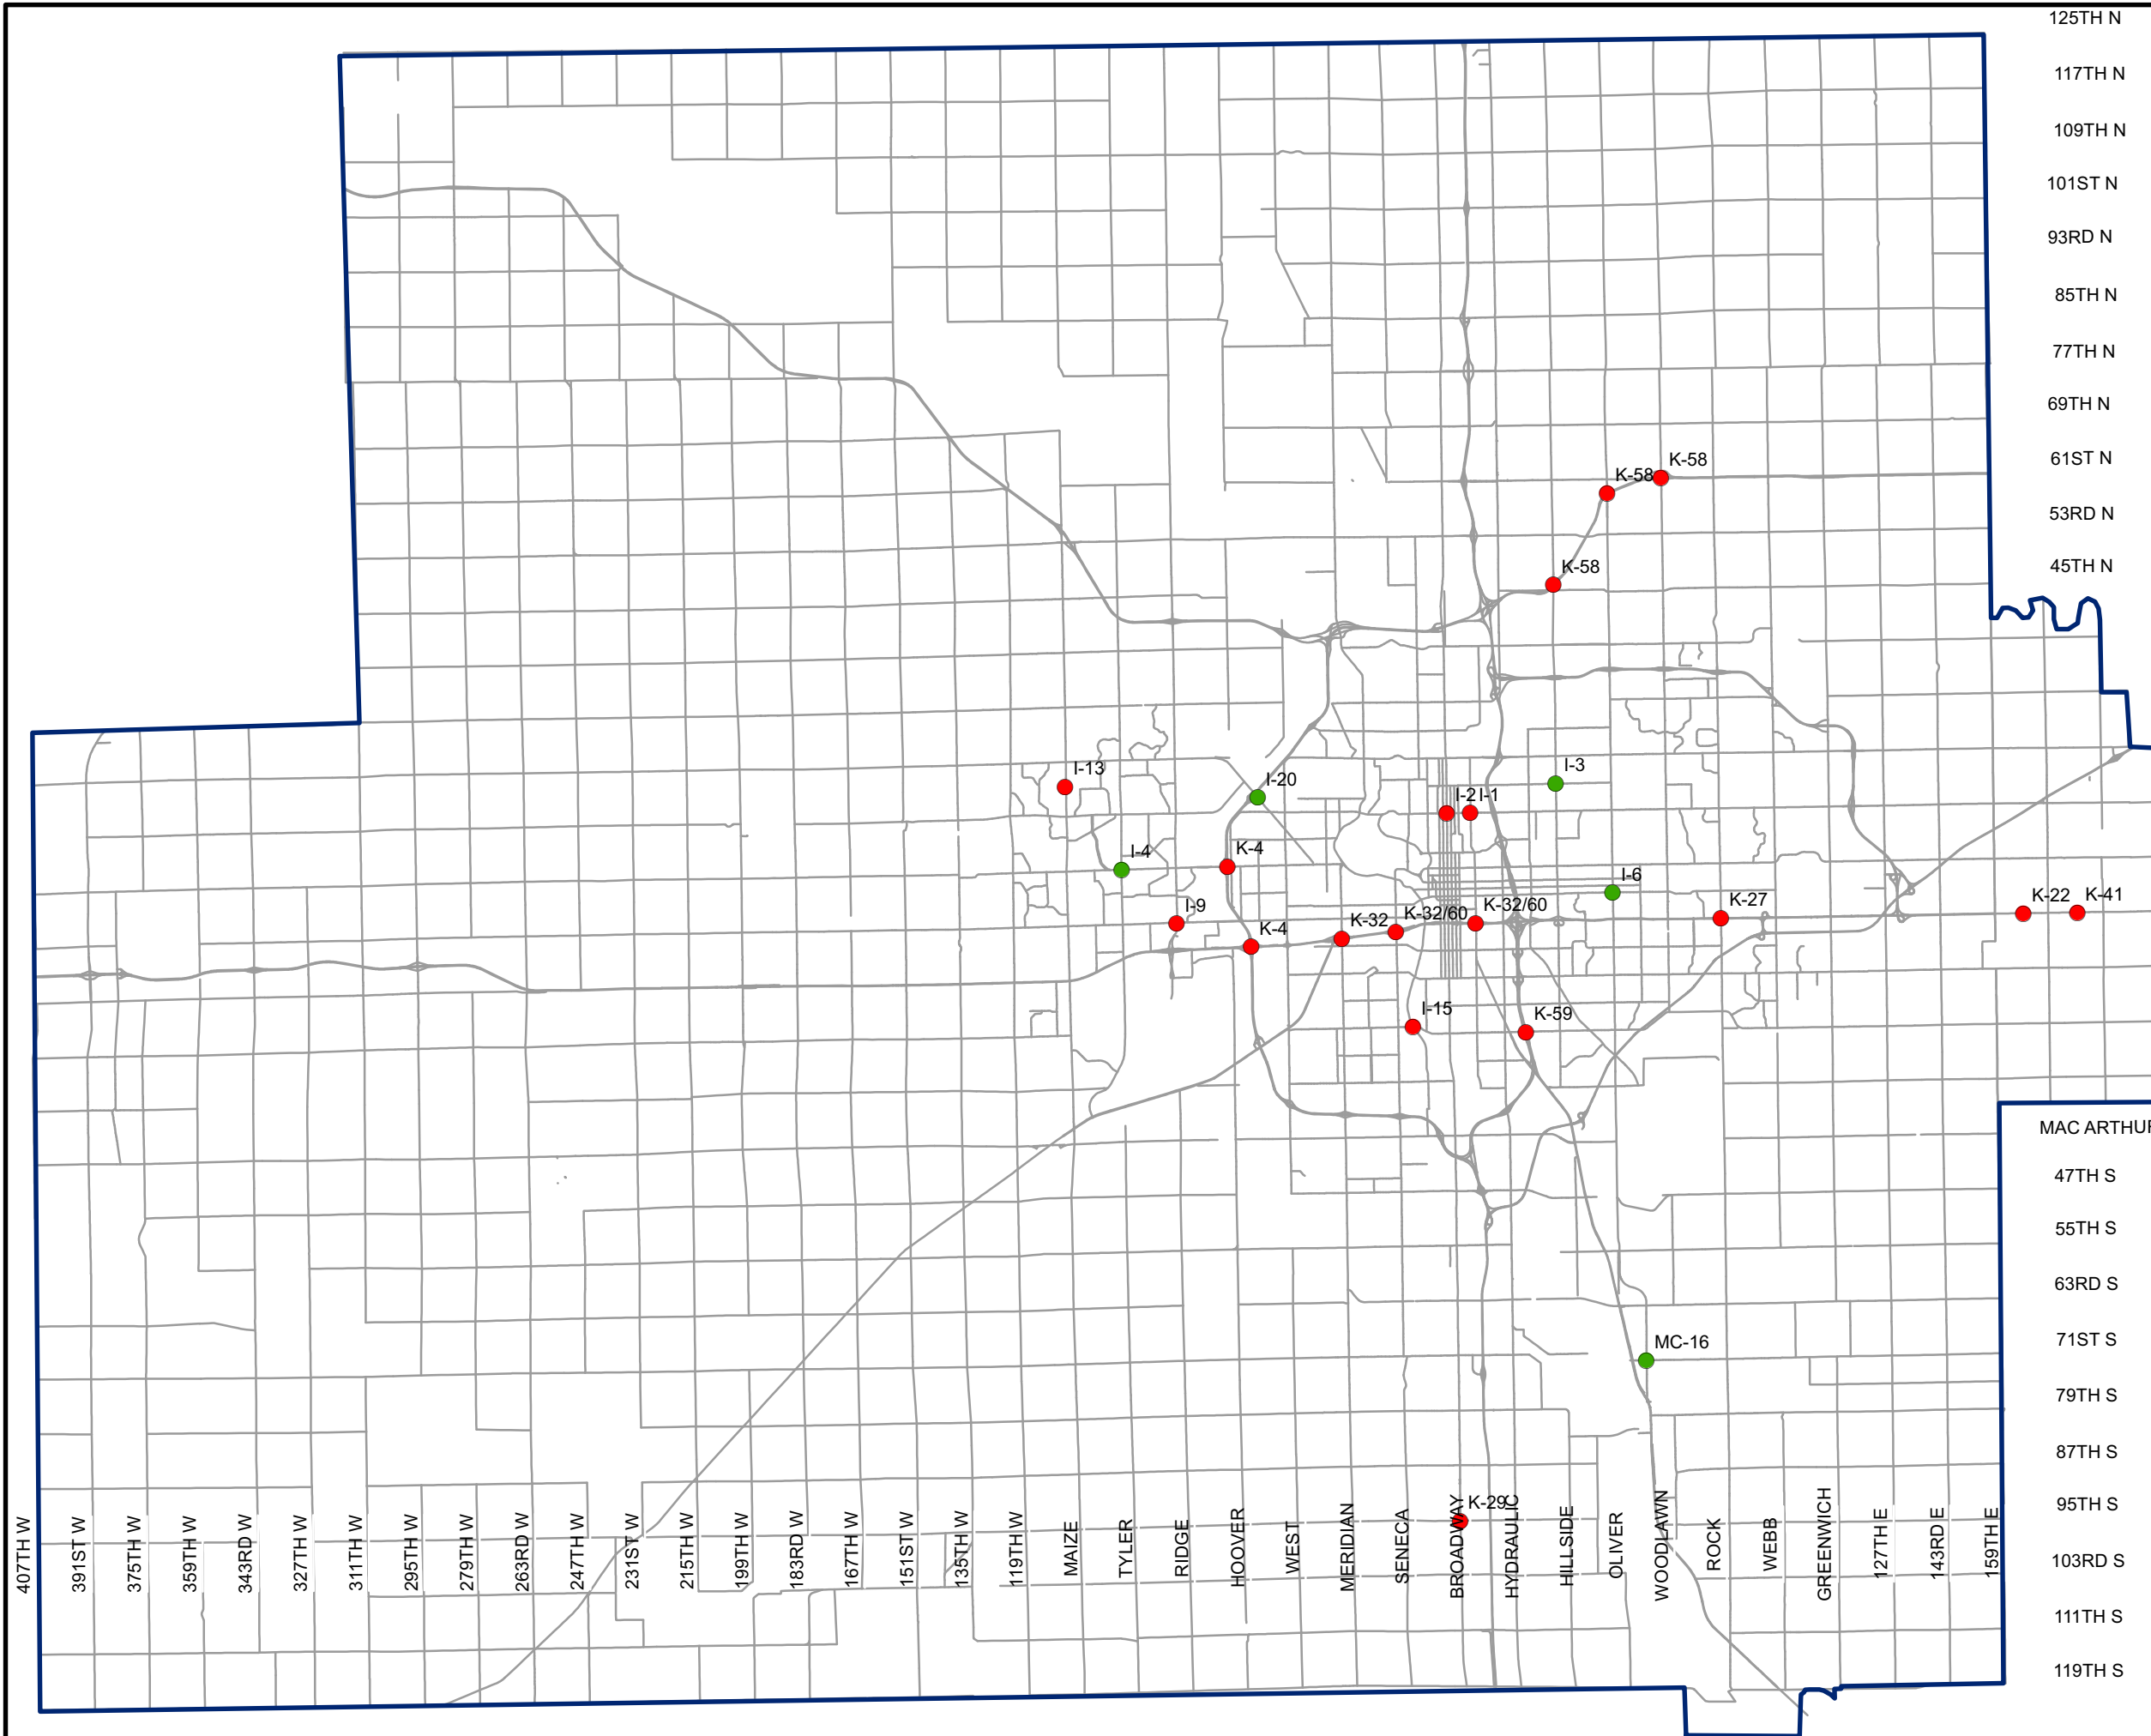 125TH N
117TH N
109TH N
101ST N
93RD N
85TH N
77TH N
69TH N
61ST N
53RD N
45TH N
K-58
K-58
K-58
I-13
I-20
I-3
I-2
I-1
I-4
K-4
I-6
I-9
K-4
K-32
K-32/60
K-32/60
K-27
K-22
K-41
I-15
K-59
MAC ARTHUR
47TH S
55TH S
63RD S
71ST S
79TH S
87TH S
95TH S
103RD S
111TH S
119TH S
MC-16
K-29
407TH W
391ST W
375TH W
359TH W
343RD W
327TH W
311TH W
295TH W
279TH W
263RD W
247TH W
231ST W
215TH W
199TH W
183RD W
167TH W
151ST W
135TH W
119TH W
MAIZE
TYLER
RIDGE
HOOVER
WEST
MERIDIAN
SENECA
BROADWAY
HYDRAULIC
HILLSIDE
OLIVER
WOODLAWN
ROCK
WEBB
GREENWICH
127TH E
143RD E
159TH E